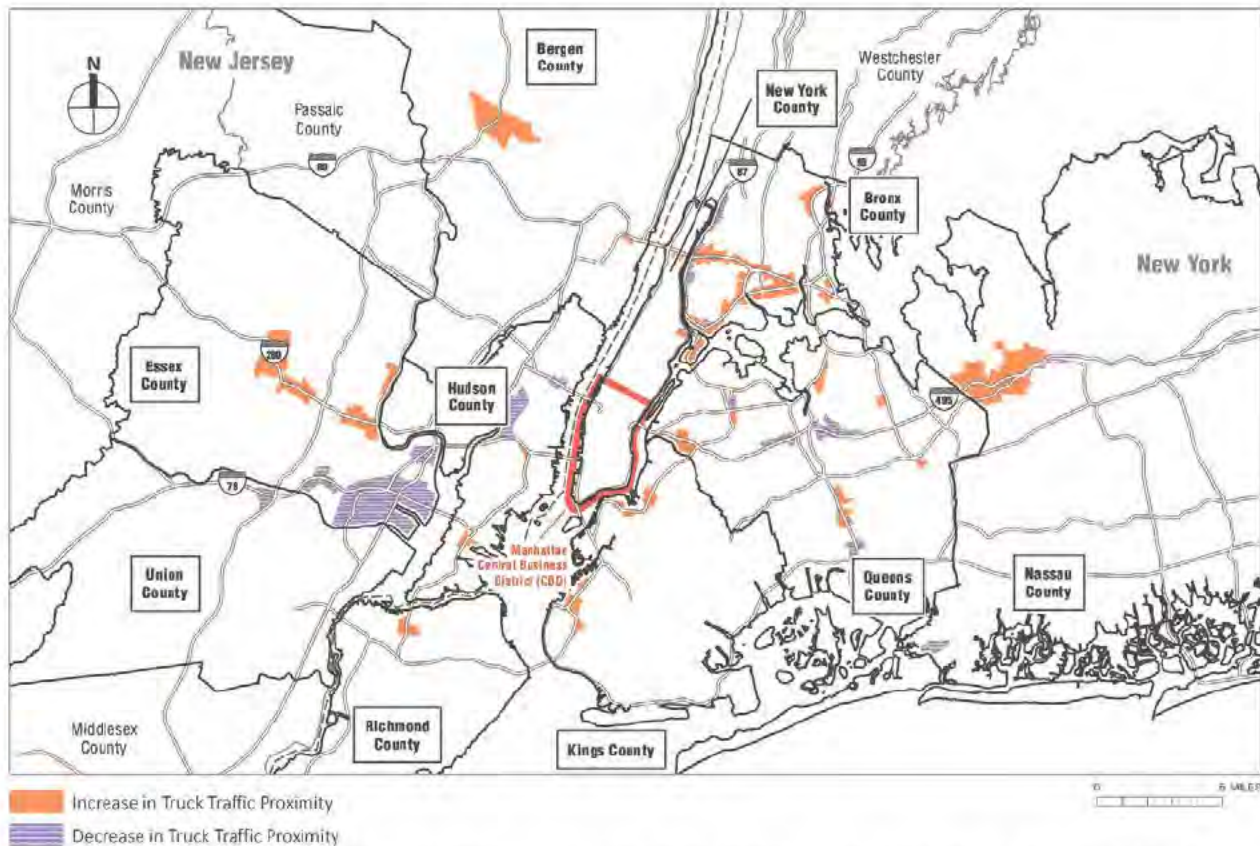 Bergen
County
New Jersey
Westchester
County
N
New York
County
Passaic
County
80
87
95
Morris
County
Bronx
County
New York
280
Essex
County
Hudson
County
495
78
Manhattan
Central Business
District (CBD)
Union
County
Queens
County
Nassau
County
Middlesex
County
Richmond
County
Kings County
0 5 MILES
Increase in Truck Traffic Proximity
Decrease in Truck Traffic Proximity